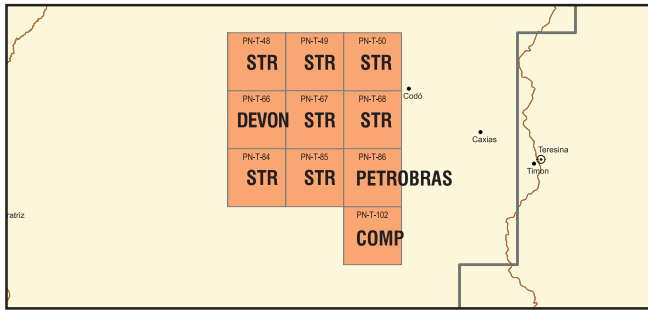 PN-T-48 PN-T-49 PN-T-50
STR STR STR
Codó
PN-T-66 PN-T-67 PN-T-68
DEVON STR STR
Caxias
Teresina
PN-T-84 PN-T-85 PN-T-86
Timon
STR STR PETROBRAS
ratriz
PN-T-102
COMP